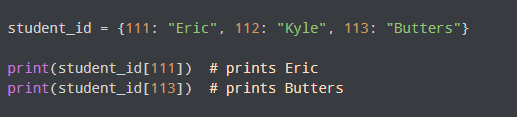 student_id = {111: "Eric", 112: "Kyle", 113: "Butters"}
print(student_id[111])  # prints Eric
print(student_id[113])  # prints Butters